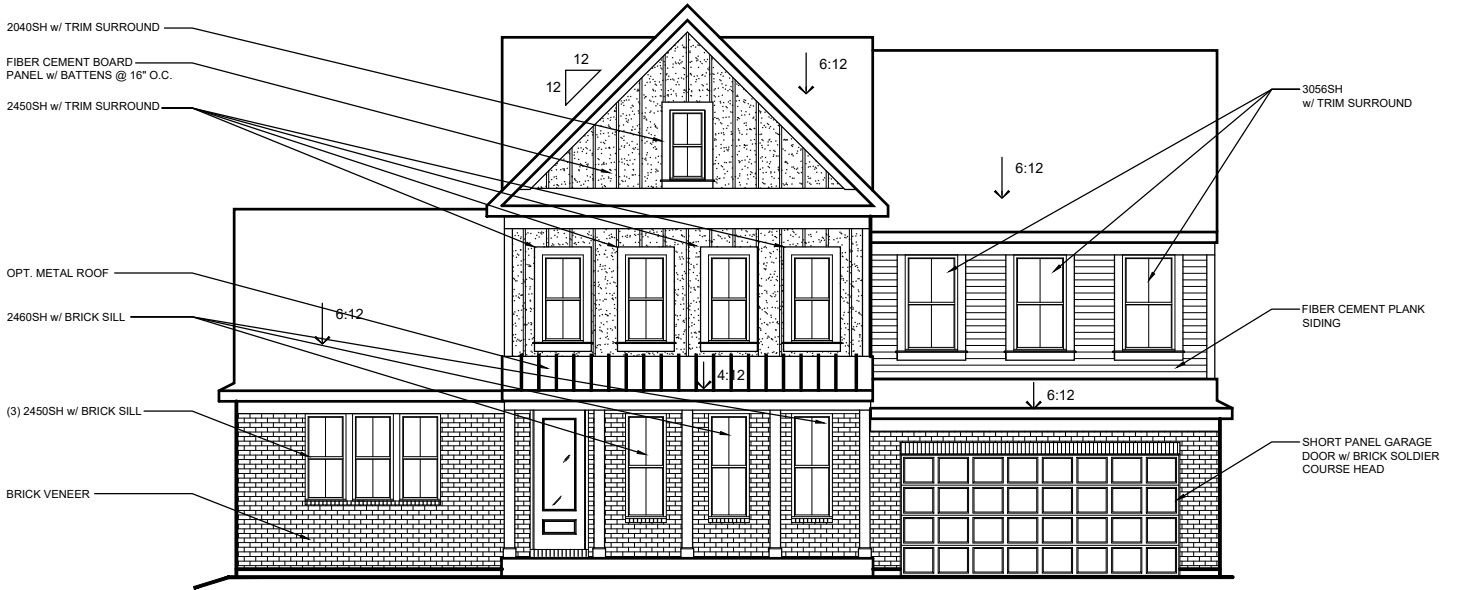 2040SH w/ TRIM SURROUND
FIBER CEMENT BOARD
PANEL w/ BATTENS @ 16" O.C.
2450SH w/ TRIM SURROUND
OPT. METAL ROOF
2460SH w/ BRICK SILL
(3) 2450SH w/ BRICK SILL
BRICK VENEER
12
12
6:12
6:12
6:12
4:12
6:12
3056SH
w/ TRIM SURROUND
FIBER CEMENT PLANK
SIDING
SHORT PANEL GARAGE
DOOR w/ BRICK SOLDIER
COURSE HEAD